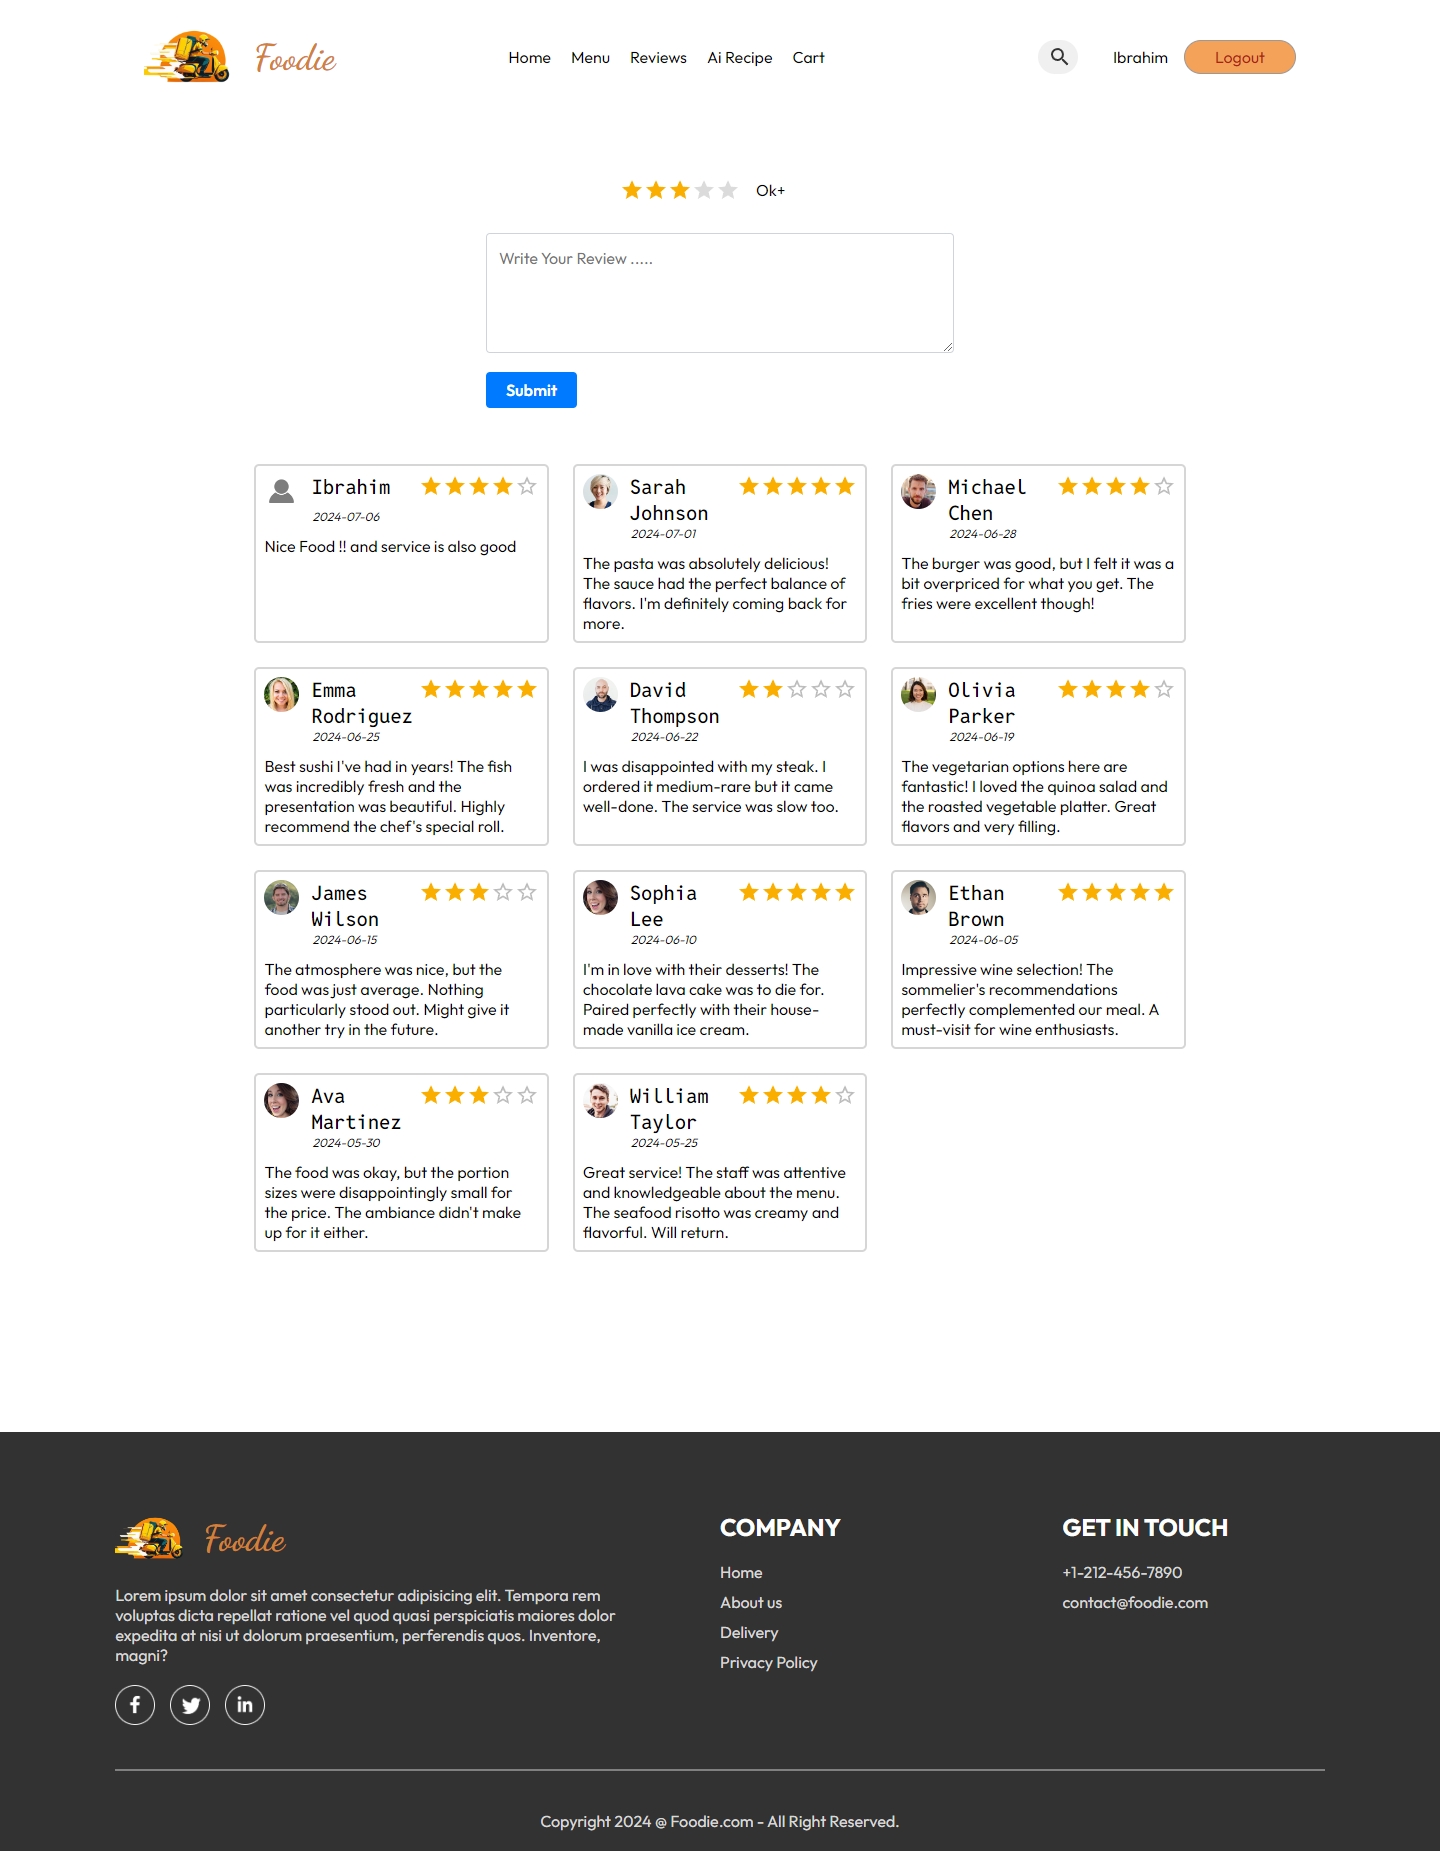 Foodie
Home Menu Reviews Ai Recipe Cart
Ibrahim
Logout
Ok+
Write Your Review .....
Submit
Ibrahim
2024-07-06
Nice Food !! and service is also good
Sarah
Johnson
2024-07-01
The pasta was absolutely delicious!
The sauce had the perfect balance of
flavors. I'm definitely coming back for
more.
Michael
Chen
2024-06-28
The burger was good, but I felt it was a
bit overpriced for what you get. The
fries were excellent though!
Emma
Rodriguez
2024-06-25
Best sushi I've had in years! The fish
was incredibly fresh and the
presentation was beautiful. Highly
recommend the chef's special roll.
David
Thompson
2024-06-22
I was disappointed with my steak. I
ordered it medium-rare but it came
well-done. The service was slow too.
Olivia
Parker
2024-06-19
The vegetarian options here are
fantastic! I loved the quinoa salad and
the roasted vegetable platter. Great
flavors and very filling.
James
Wilson
2024-06-15
The atmosphere was nice, but the
food was just average. Nothing
particularly stood out. Might give it
another try in the future.
Sophia
Lee
2024-06-10
I'm in love with their desserts! The
chocolate lava cake was to die for.
Paired perfectly with their house-
made vanilla ice cream.
Ethan
Brown
2024-06-05
Impressive wine selection! The
sommelier's recommendations
perfectly complemented our meal. A
must-visit for wine enthusiasts.
Ava
Martinez
2024-05-30
The food was okay, but the portion
sizes were disappointingly small for
the price. The ambiance didn't make
up for it either.
William
Taylor
2024-05-25
Great service! The staff was attentive
and knowledgeable about the menu.
The seafood risotto was creamy and
flavorful. Will return.
Foodie
Lorem ipsum dolor sit amet consectetur adipisicing elit. Tempora rem
voluptas dicta repellat ratione vel quod quasi perspiciatis maiores dolor
expedita at nisi ut dolorum praesentium, perferendis quos. Inventore,
magni?
COMPANY
Home
About us
Delivery
Privacy Policy
GET IN TOUCH
+1-212-456-7890
contact@foodie.com
Copyright 2024 @ Foodie.com - All Right Reserved.